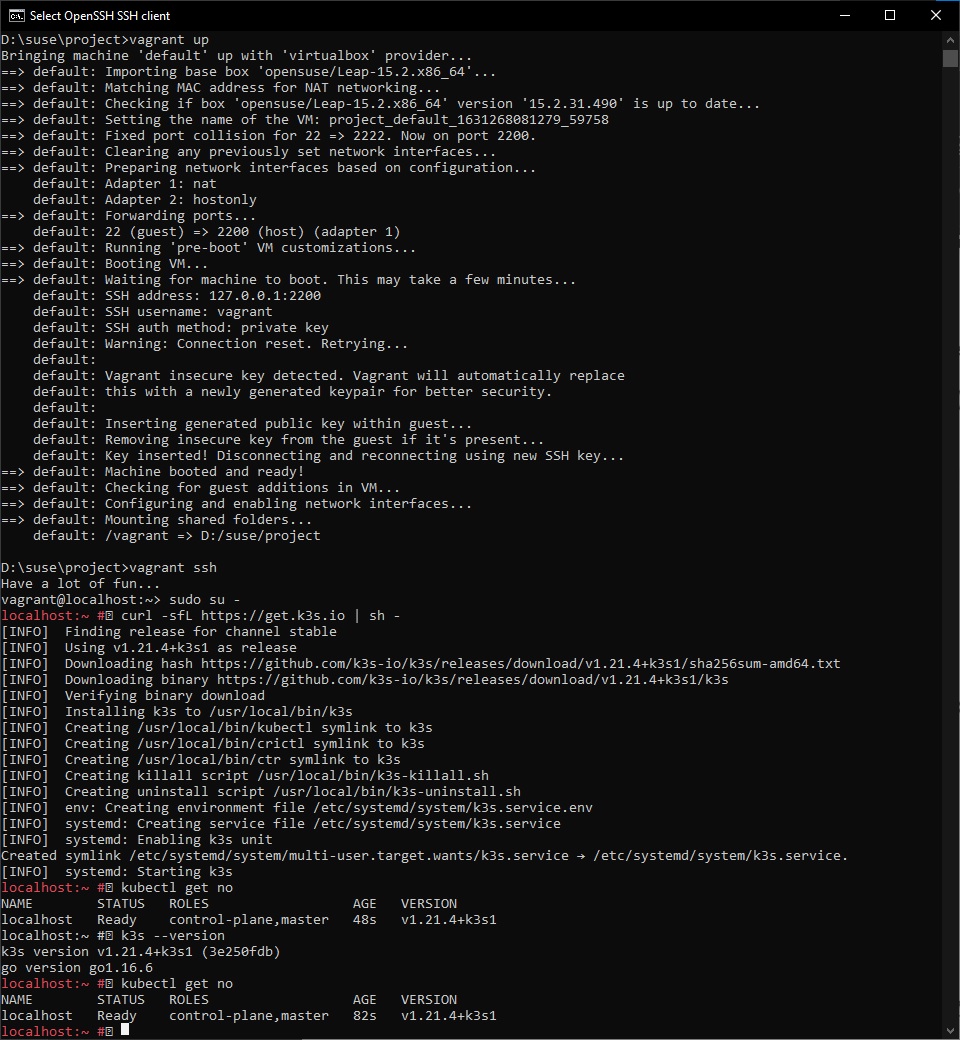 Select OpenSSH SSH client
D:\suse\project>vagrant up
Bringing machine 'default' up with 'virtualbox' provider...
==> default: Importing base box 'opensuse/Leap-15.2.x86_64'...
==> default: Matching MAC address for NAT networking...
==> default: Checking if box 'opensuse/Leap-15.2.x86_64' version '15.2.31.490' is up to date...
==> default: Setting the name of the VM: project_default_1631268081279_59758
==> default: Fixed port collision for 22 => 2222. Now on port 2200.
==> default: Clearing any previously set network interfaces...
==> default: Preparing network interfaces based on configuration...
    default: Adapter 1: nat
    default: Adapter 2: hostonly
==> default: Forwarding ports...
    default: 22 (guest) => 2200 (host) (adapter 1)
==> default: Running 'pre-boot' VM customizations...
==> default: Booting VM...
==> default: Waiting for machine to boot. This may take a few minutes...
    default: SSH address: 127.0.0.1:2200
    default: SSH username: vagrant
    default: SSH auth method: private key
    default: Warning: Connection reset. Retrying...
    default:
    default: Vagrant insecure key detected. Vagrant will automatically replace
    default: this with a newly generated keypair for better security.
    default:
    default: Inserting generated public key within guest...
    default: Removing insecure key from the guest if it's present...
    default: Key inserted! Disconnecting and reconnecting using new SSH key...
==> default: Machine booted and ready!
==> default: Checking for guest additions in VM...
==> default: Configuring and enabling network interfaces...
==> default: Mounting shared folders...
    default: /vagrant => D:/suse/project
D:\suse\project>vagrant ssh
Have a lot of fun...
vagrant@localhost:~> sudo su -
localhost:~ # curl -sfL https://get.k3s.io | sh -
[INFO]  Finding release for channel stable
[INFO]  Using v1.21.4+k3s1 as release
[INFO]  Downloading hash https://github.com/k3s-io/k3s/releases/download/v1.21.4+k3s1/sha256sum-amd64.txt
[INFO]  Downloading binary https://github.com/k3s-io/k3s/releases/download/v1.21.4+k3s1/k3s
[INFO]  Verifying binary download
[INFO]  Installing k3s to /usr/local/bin/k3s
[INFO]  Creating /usr/local/bin/kubectl symlink to k3s
[INFO]  Creating /usr/local/bin/crictl symlink to k3s
[INFO]  Creating /usr/local/bin/ctr symlink to k3s
[INFO]  Creating killall script /usr/local/bin/k3s-killall.sh
[INFO]  Creating uninstall script /usr/local/bin/k3s-uninstall.sh
[INFO]  env: Creating environment file /etc/systemd/system/k3s.service.env
[INFO]  systemd: Creating service file /etc/systemd/system/k3s.service
[INFO]  systemd: Enabling k3s unit
Created symlink /etc/systemd/system/multi-user.target.wants/k3s.service → /etc/systemd/system/k3s.service.
[INFO]  systemd: Starting k3s
localhost:~ # kubectl get no
NAME        STATUS   ROLES                  AGE   VERSION
localhost   Ready    control-plane,master   48s   v1.21.4+k3s1
localhost:~ # k3s --version
k3s version v1.21.4+k3s1 (3e250fdb)
go version go1.16.6
localhost:~ # kubectl get no
NAME        STATUS   ROLES                  AGE   VERSION
localhost   Ready    control-plane,master   82s   v1.21.4+k3s1
localhost:~ #